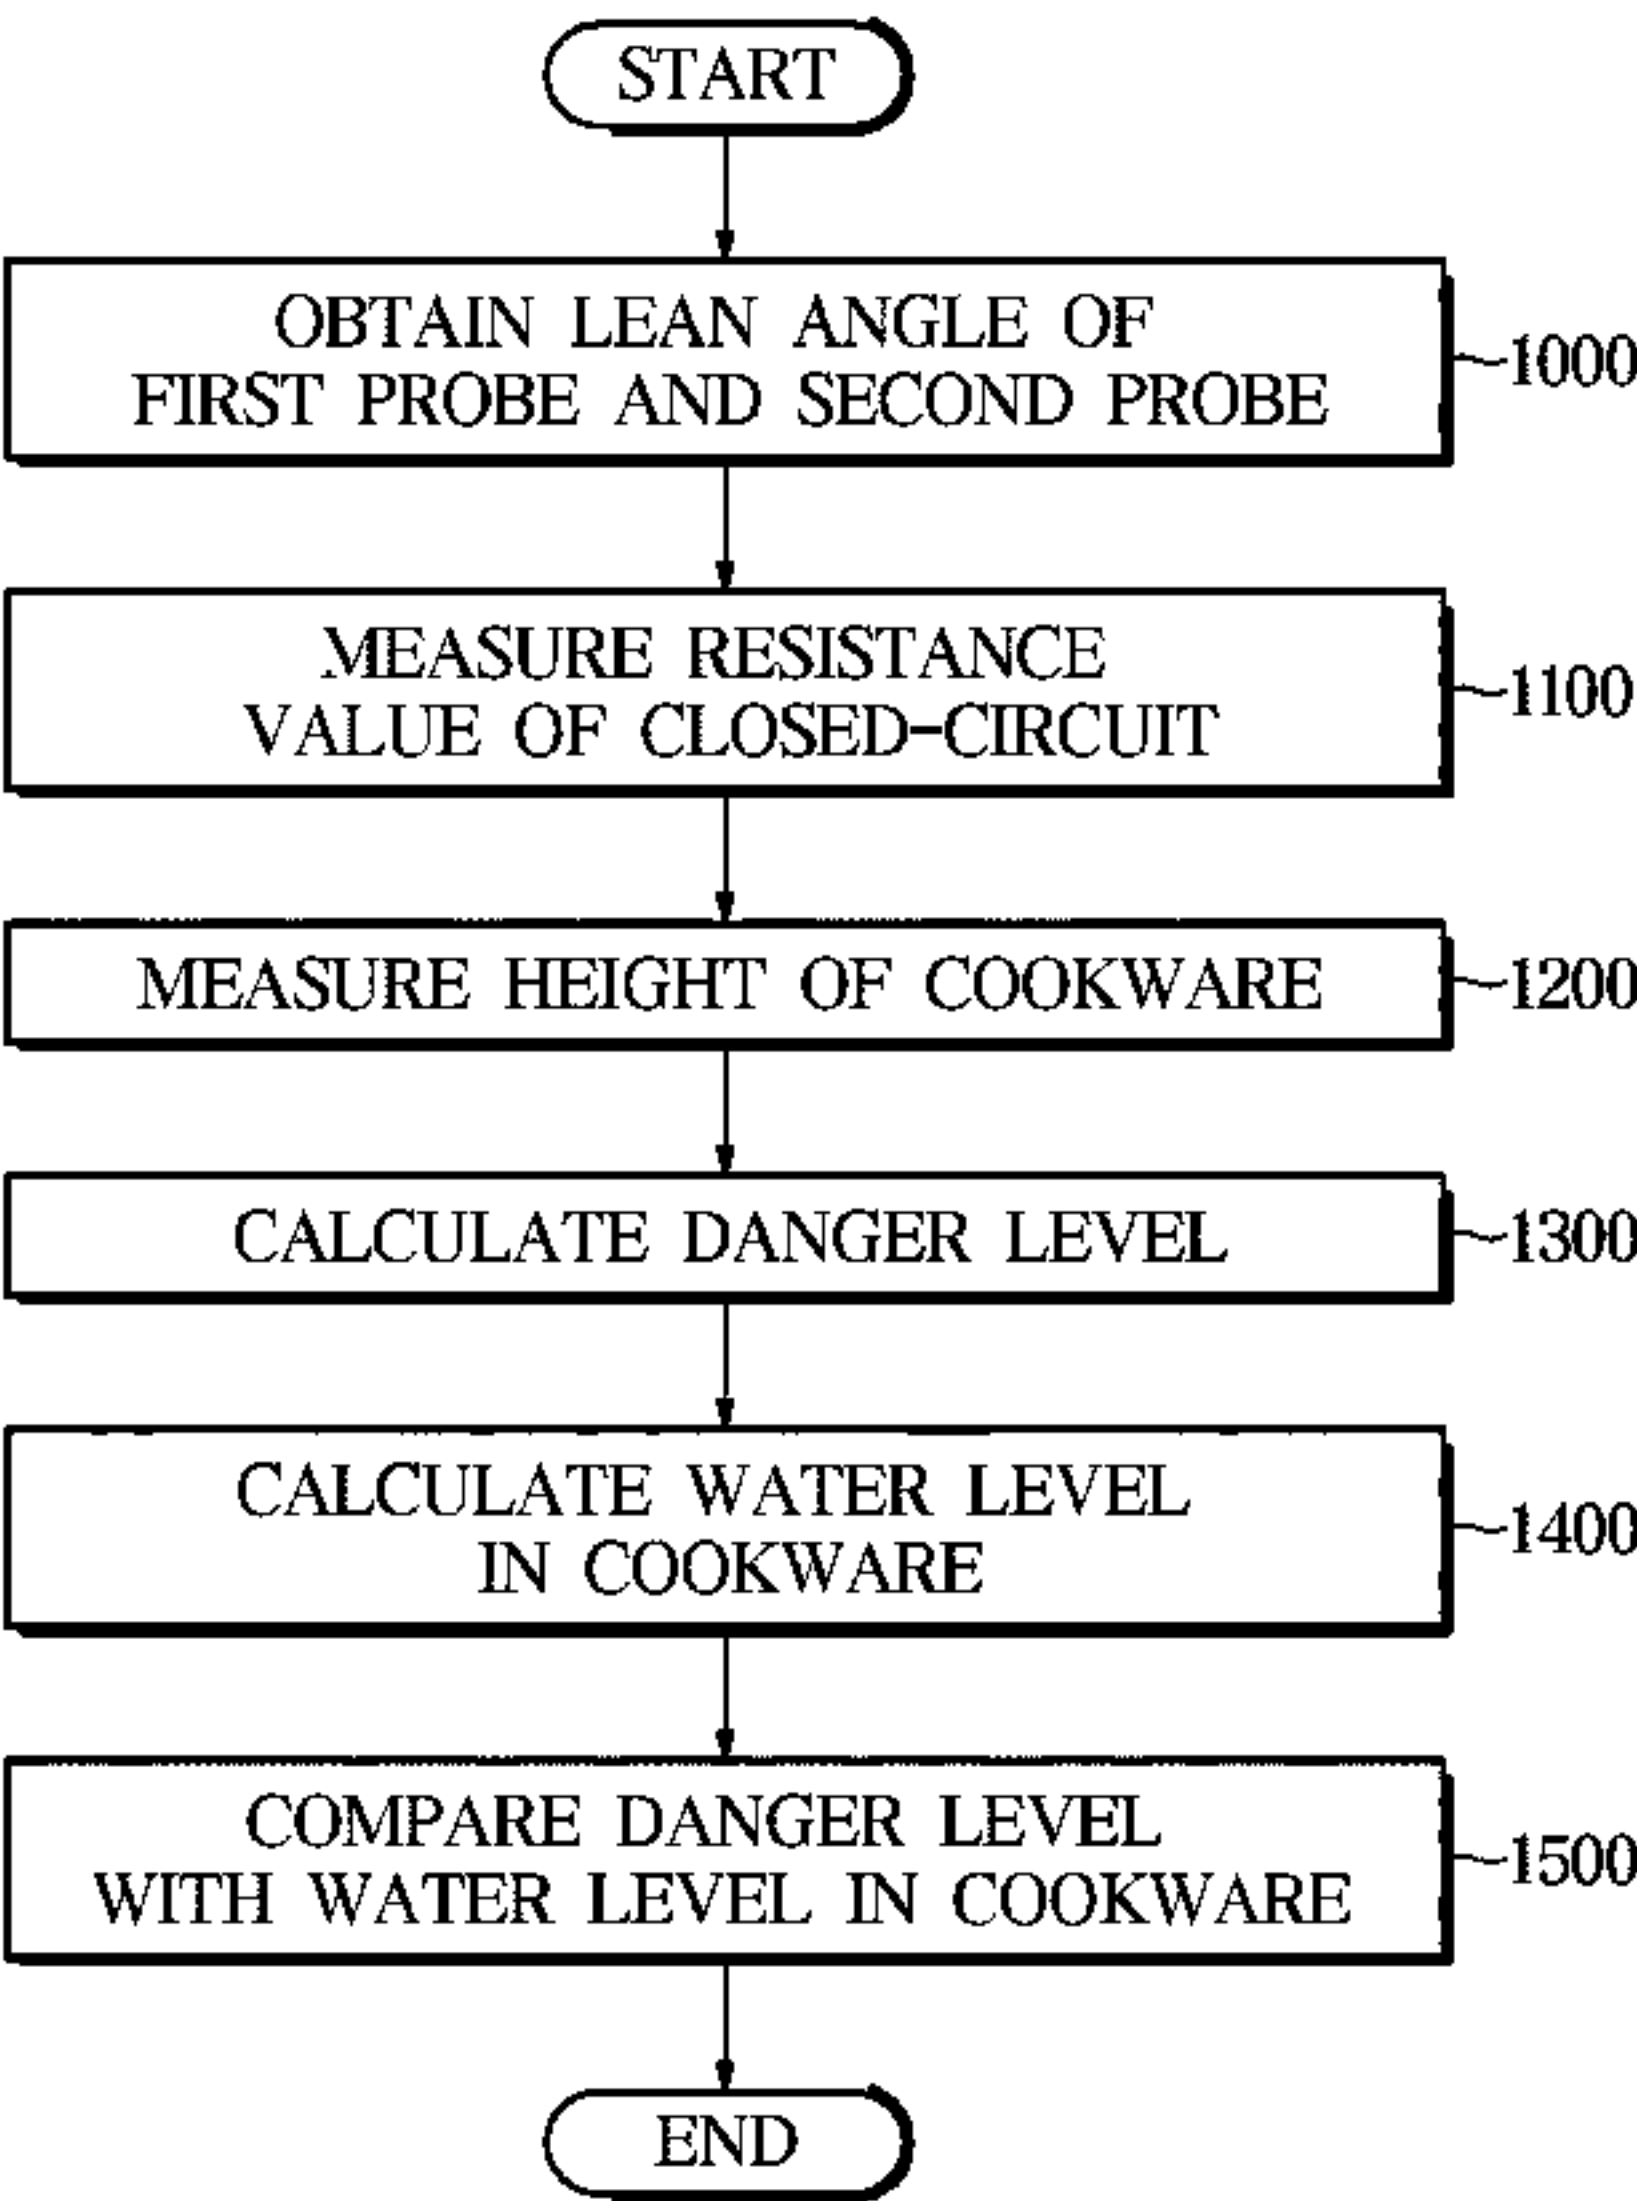 START
OBTAIN LEAN ANGLE OF
FIRST PROBE AND SECOND PROBE
1000
MEASURE RESISTANCE
VALUE OF CLOSED-CIRCUIT
1100
MEASURE HEIGHT OF COOKWARE
1200
CALCULATE DANGER LEVEL
1300
CALCULATE WATER LEVEL
IN COOKWARE
1400
COMPARE DANGER LEVEL
WITH WATER LEVEL IN COOKWARE
1500
END